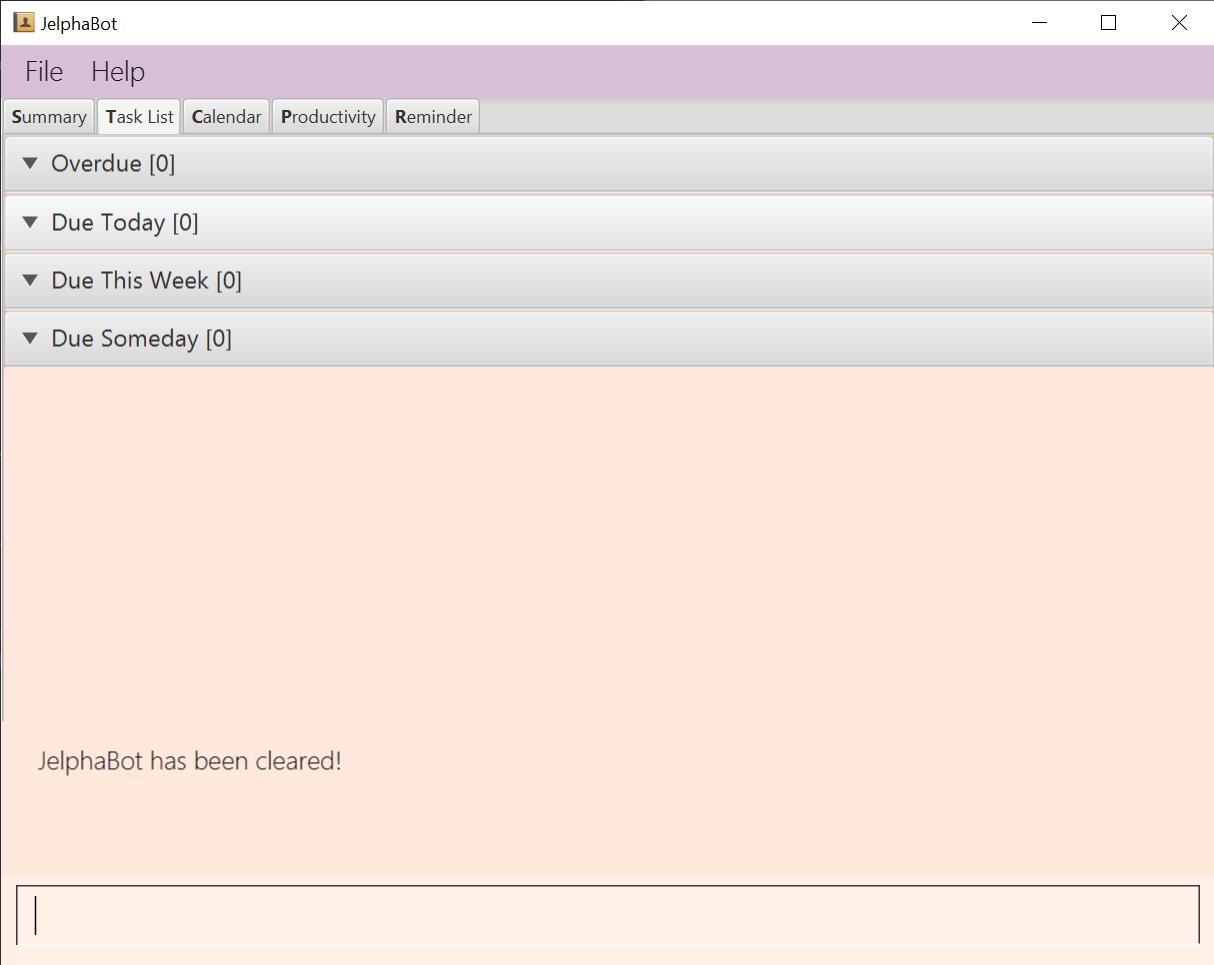 JelphaBot
File Help
Summary Task List Calendar Productivity Reminder
Overdue [0]
Due Today [0]
Due This Week [0]
Due Someday [0]
JelphaBot has been cleared!